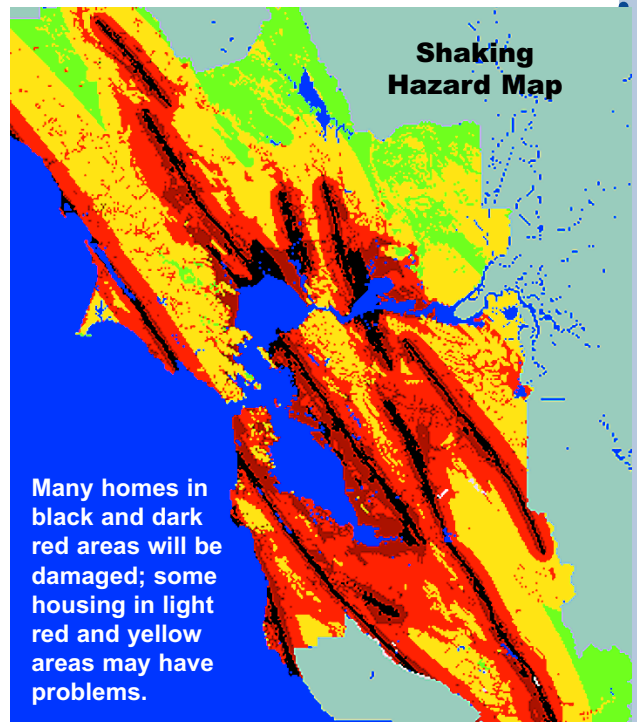 Shaking
Hazard Map
Many homes in
black and dark
red areas will be
damaged; some
housing in light
red and yellow
areas may have
problems.